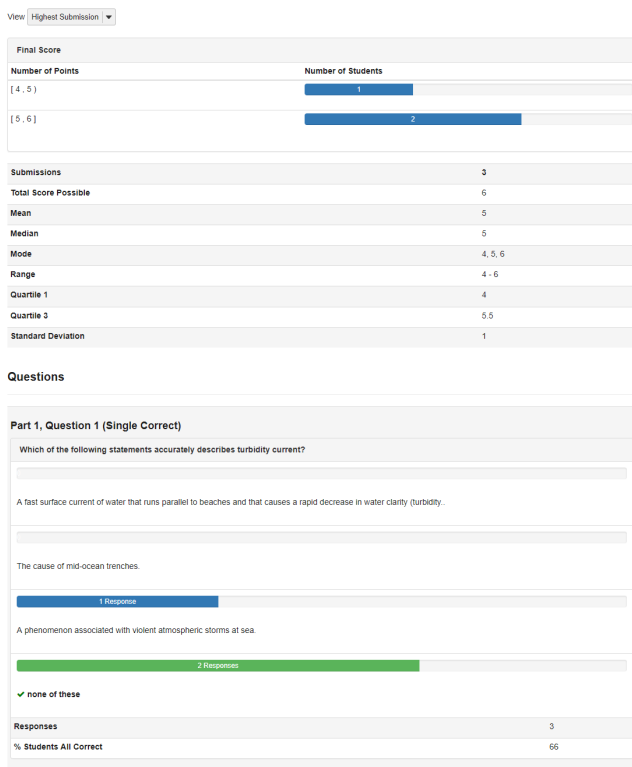 View Highest Submission
Final Score
Number of Points Number of Students
[ 4 , 5 ) 1
[ 5 , 6 ] 2
Submissions 3
Total Score Possible 6
Mean 5
Median 5
Mode 4, 5, 6
Range 4 - 6
Quartile 1 4
Quartile 3 5.5
Standard Deviation 1
Questions
Part 1, Question 1 (Single Correct)
Which of the following statements accurately describes turbidity current?
A fast surface current of water that runs parallel to beaches and that causes a rapid decrease in water clarity (turbidity..
The cause of mid-ocean trenches.
1 Response
A phenomenon associated with violent atmospheric storms at sea.
2 Responses
none of these
Responses 3
% Students All Correct 66